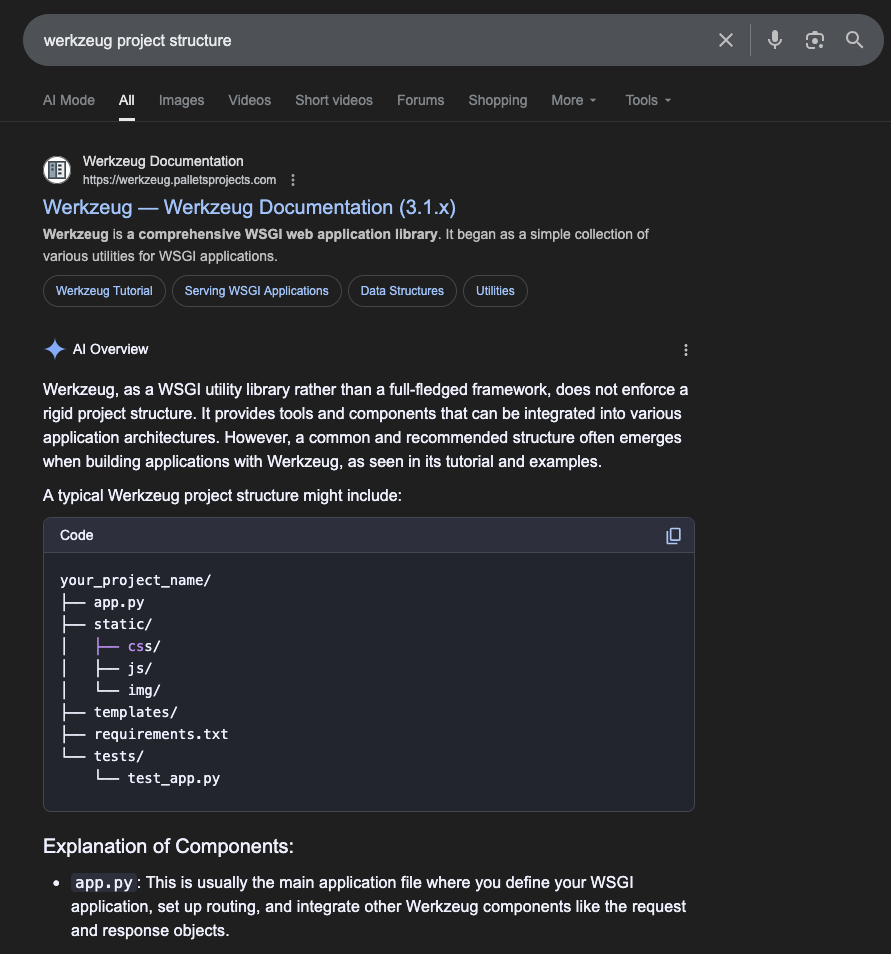 werkzeug project structure
AI Mode All Images Videos Short videos Forums Shopping More Tools
Werkzeug Documentation
https://werkzeug.palletsprojects.com
Werkzeug — Werkzeug Documentation (3.1.x)
Werkzeug is a comprehensive WSGI web application library. It began as a simple collection of
various utilities for WSGI applications.
Werkzeug Tutorial Serving WSGI Applications Data Structures Utilities
AI Overview
Werkzeug, as a WSGI utility library rather than a full-fledged framework, does not enforce a
rigid project structure. It provides tools and components that can be integrated into various
application architectures. However, a common and recommended structure often emerges
when building applications with Werkzeug, as seen in its tutorial and examples.
A typical Werkzeug project structure might include:
Code
your_project_name/
├── app.py
├── static/
│   ├── css/
│   ├── js/
│   └── img/
├── templates/
├── requirements.txt
└── tests/
    └── test_app.py
Explanation of Components:
• app.py: This is usually the main application file where you define your WSGI
application, set up routing, and integrate other Werkzeug components like the request
and response objects.